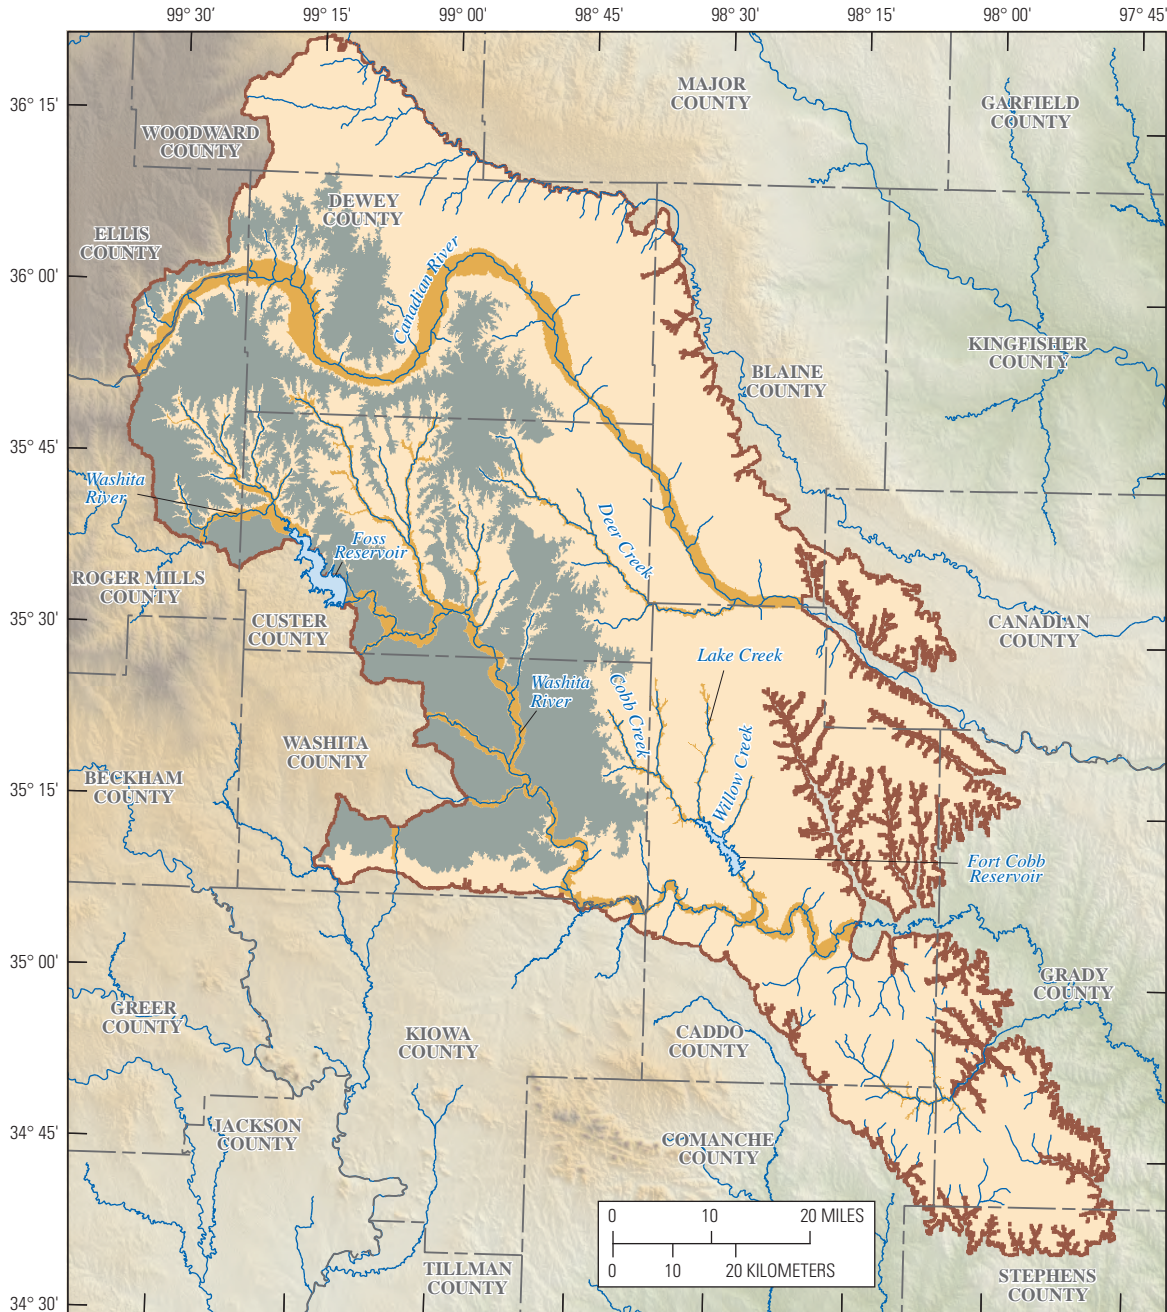 99° 30'
99° 15'
99° 00'
98° 45'
98° 30'
98° 15'
98° 00'
97° 45'
36° 15'
36° 00'
35° 45'
35° 30'
35° 15'
35° 00'
34° 45'
34° 30'
MAJOR
COUNTY
GARFIELD
COUNTY
WOODWARD
COUNTY
DEWEY
COUNTY
ELLIS
COUNTY
Canadian River
KINGFISHER
COUNTY
BLAINE
COUNTY
Washita
River
Deer Creek
Foss
Reservoir
ROGER MILLS
COUNTY
CUSTER
COUNTY
CANADIAN
COUNTY
Lake Creek
Cobb Creek
Washita
River
Willow Creek
WASHITA
COUNTY
BECKHAM
COUNTY
Fort Cobb
Reservoir
GRADY
COUNTY
GREER
COUNTY
KIOWA
COUNTY
CADDO
COUNTY
JACKSON
COUNTY
COMANCHE
COUNTY
TILLMAN
COUNTY
STEPHENS
COUNTY
0 10 20 MILES
0 10 20 KILOMETERS